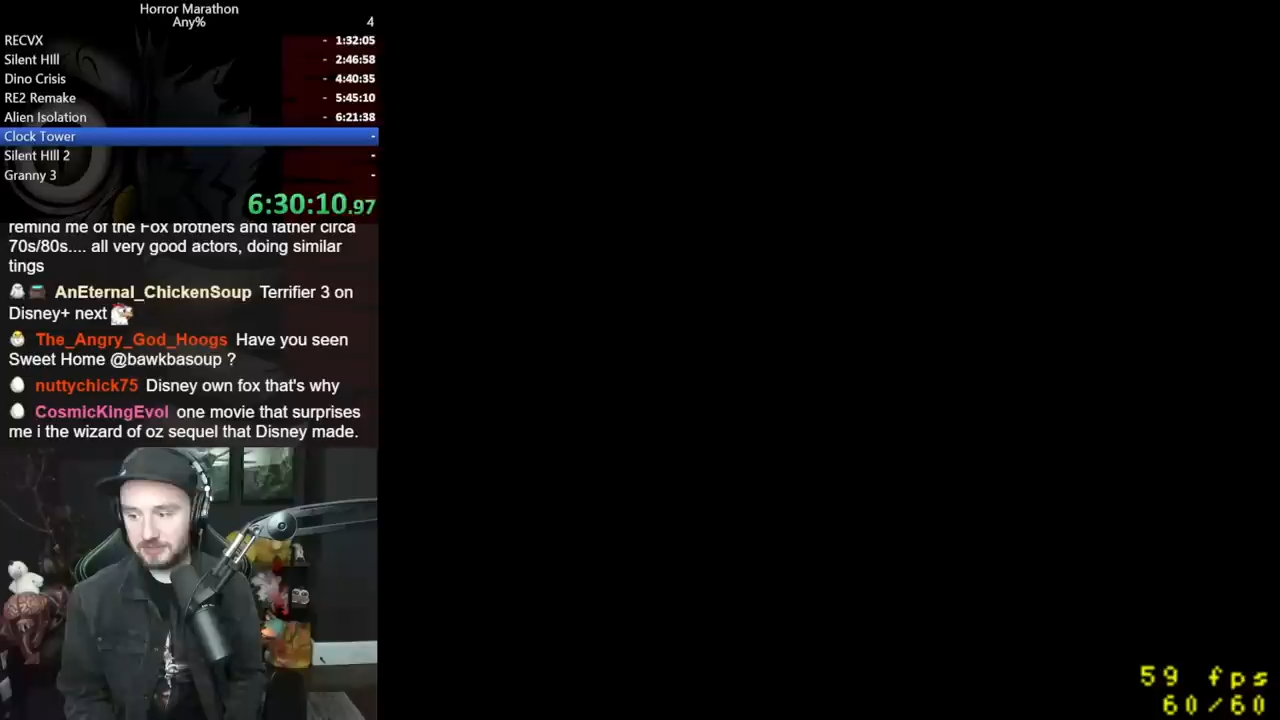 Horror Marathon
Any% 4
RECVX - 1:32:05
Silent HIll - 2:46:58
Dino Crisis - 4:40:35
RE2 Remake - 5:45:10
Alien Isolation - 6:21:38
Clock Tower -
Silent HIll 2 -
Granny 3 -
6:30:10.97
remind me of the Fox brothers and father circa
70s/80s.... all very good actors, doing similar
tings
AnEternal_ChickenSoup Terrifier 3 on
Disney+ next
The_Angry_God_Hoogs Have you seen
Sweet Home @bawkbasoup ?
nuttychick75 Disney own fox that's why
CosmicKingEvol one movie that surprises
me i the wizard of oz sequel that Disney made.
59 fps
60/60